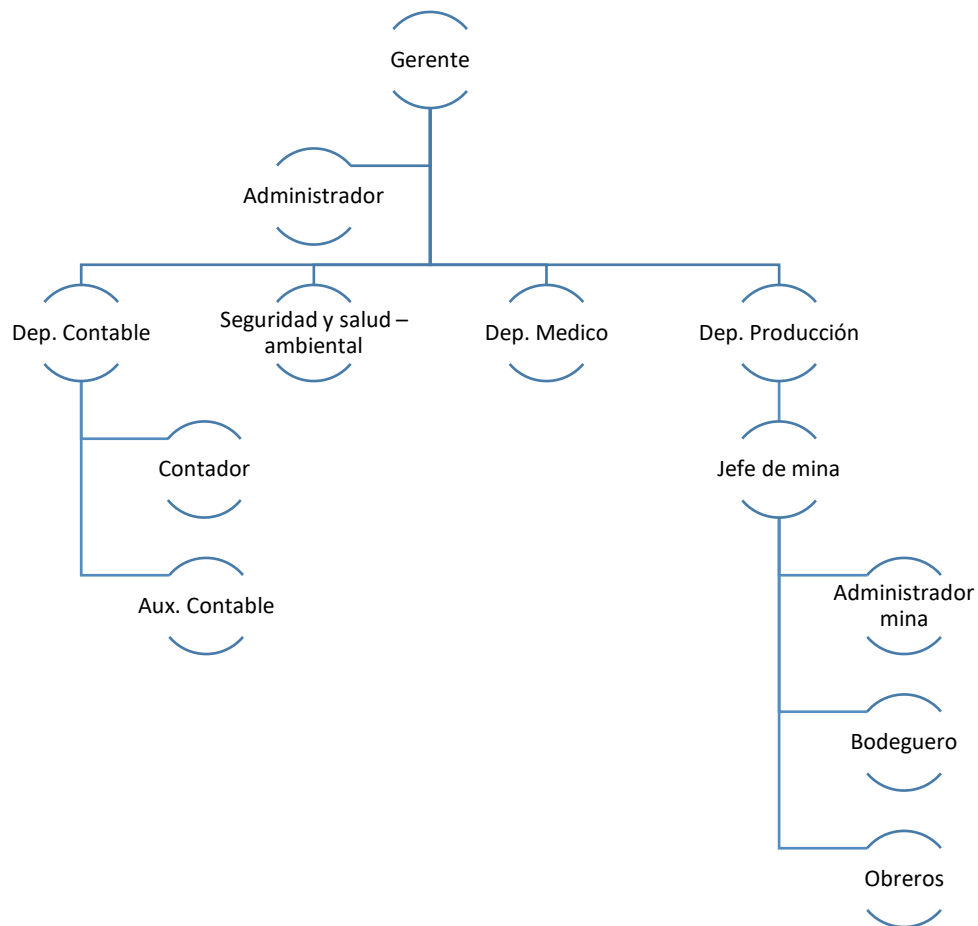 Gerente
Administrador
Dep. Contable
Seguridad y salud –
ambiental
Dep. Medico
Dep. Producción
Contador
Jefe de mina
Aux. Contable
Administrador
mina
Bodeguero
Obreros